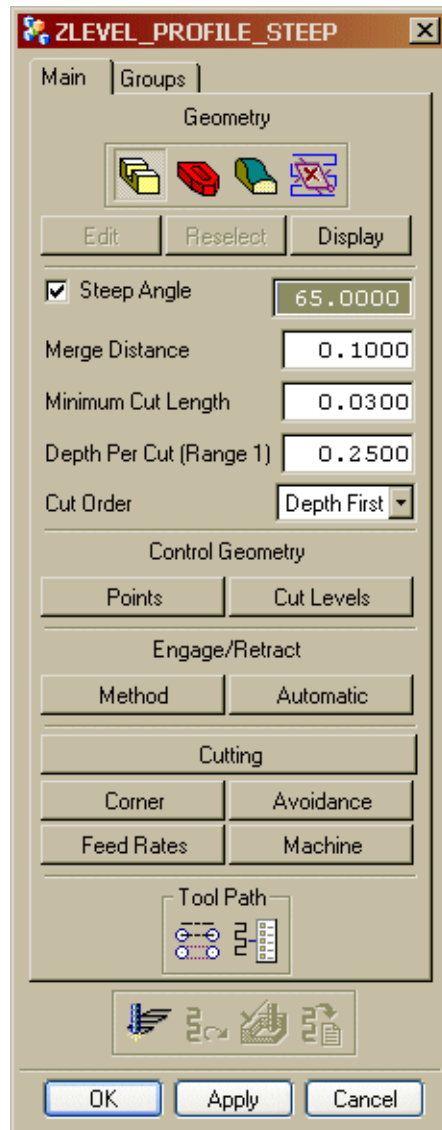 ZLEVEL_PROFILE_STEEP
Main Groups
Geometry
Edit Reselect Display
Steep Angle 65.0000
Merge Distance 0.1000
Minimum Cut Length 0.0300
Depth Per Cut (Range 1) 0.2500
Cut Order Depth First
Control Geometry
Points Cut Levels
Engage/Retract
Method Automatic
Cutting
Corner Avoidance
Feed Rates Machine
Tool Path
OK Apply Cancel